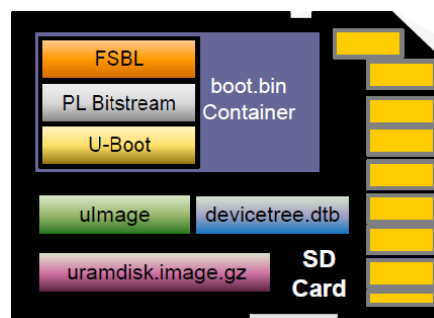 FSBL
PL Bitstream
U-Boot
boot.bin
Container
uImage
devicetree.dtb
uramdisk.image.gz
SD
Card